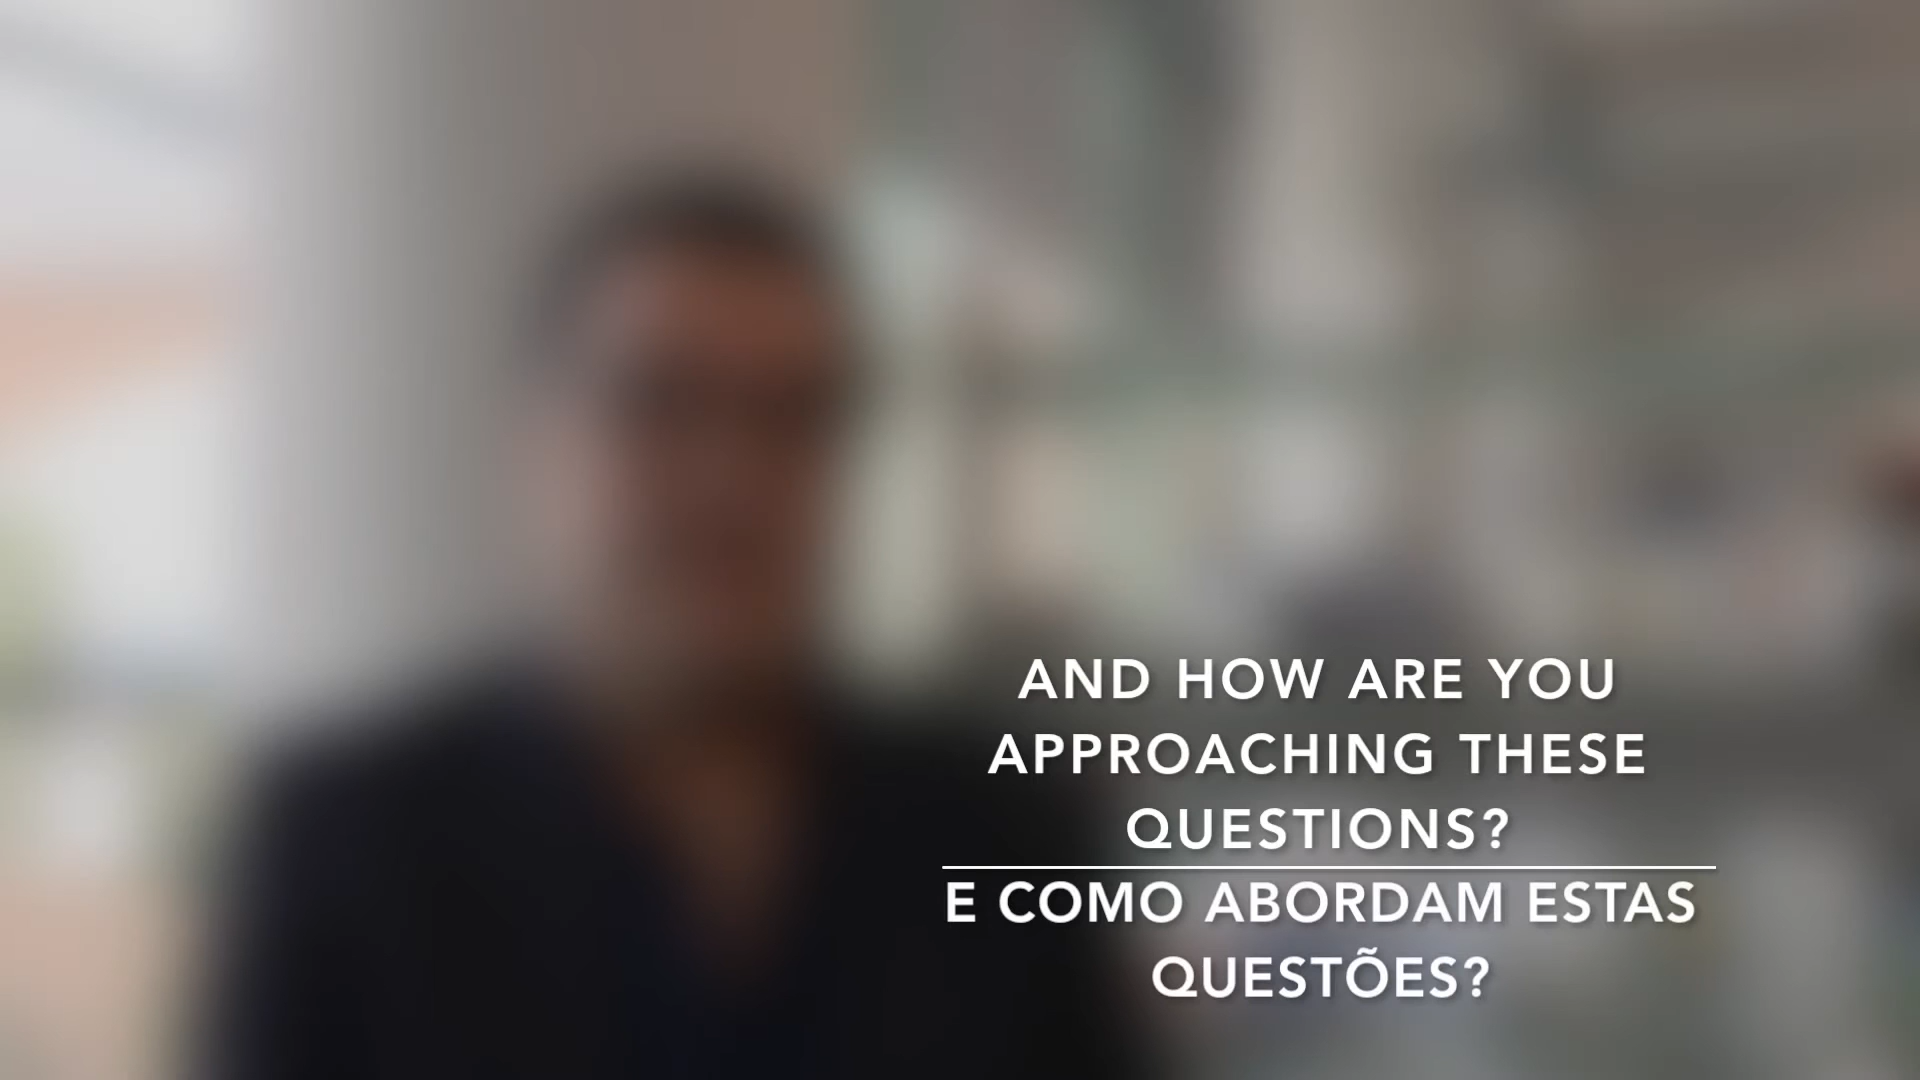 AND HOW ARE YOU
APPROACHING THESE
QUESTIONS?
E COMO ABORDAM ESTAS
QUESTÕES?